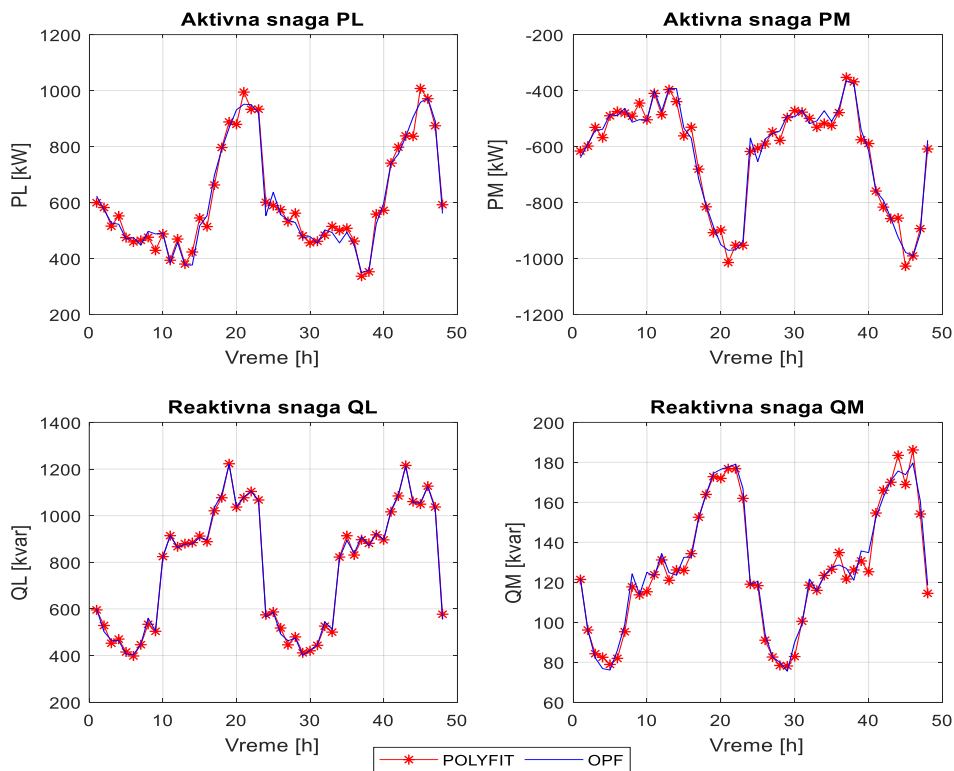 Aktivna snaga PL
1200
1000
800
600
400
200
PL [kW]
0 10 20 30 40 50
Vreme [h]
Aktivna snaga PM
-200
-400
-600
-800
-1000
-1200
PM [kW]
0 10 20 30 40 50
Vreme [h]
Reaktivna snaga QL
1400
1200
1000
800
600
400
200
QL [kvar]
0 10 20 30 40 50
Vreme [h]
Reaktivna snaga QM
200
180
160
140
120
100
80
60
QM [kvar]
0 10 20 30 40 50
Vreme [h]
POLYFIT OPF